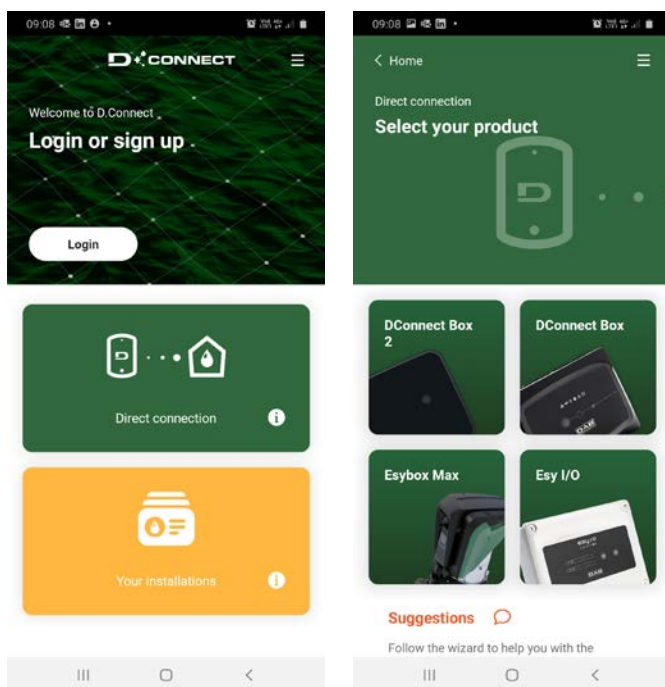 09:08
D CONNECT
Welcome to D.Connect
Login or sign up
Login
D
Direct connection
i
Your installations
i
09:08
Home
Direct connection
Select your product
D
DConnect Box
2
DConnect Box
DAB
Esybox Max
Esy I/O
DAB
Suggestions
Follow the wizard to help you with the